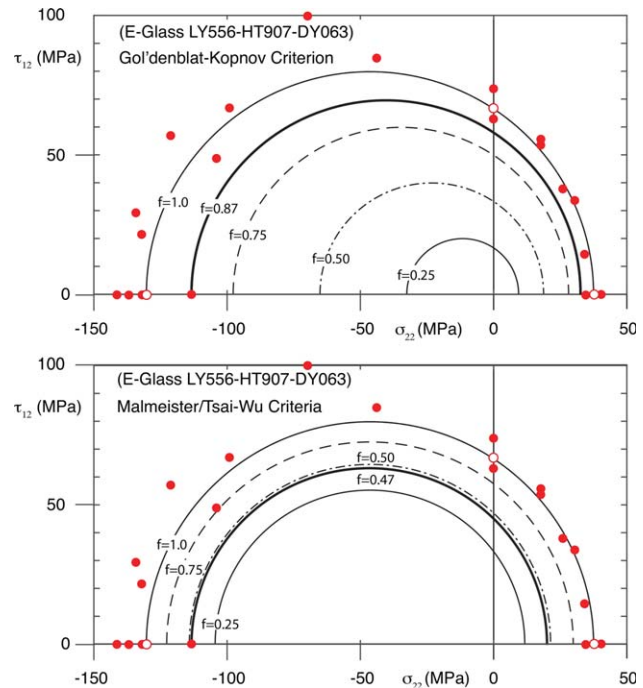 100
(E-Glass LY556-HT907-DY063)
τ12 (MPa)
Gol'denblat-Kopnov Criterion
50
f=1.0
f=0.87
f=0.75
f=0.50
f=0.25
0
-150
-100
-50
0
50
σ22 (MPa)
100
(E-Glass LY556-HT907-DY063)
τ12 (MPa)
Malmeister/Tsai-Wu Criteria
f=0.50
f=0.47
50
f=1.0
f=0.75
f=0.25
0
-150
-100
-50
0
50
σ22 (MPa)